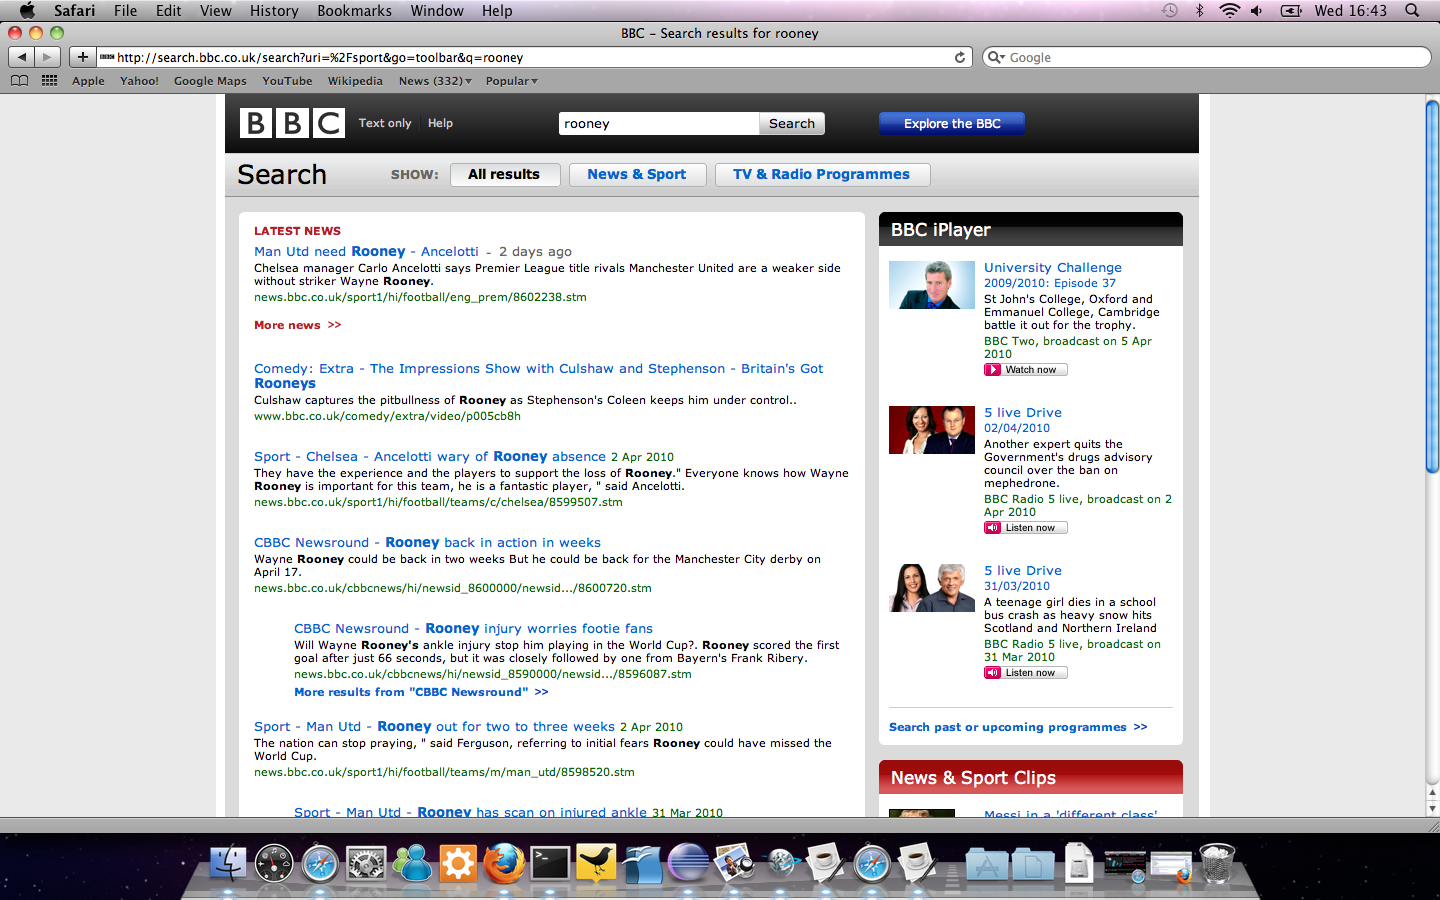 Safari File Edit View History Bookmarks Window Help Wed 16:43
BBC - Search results for rooney
http://search.bbc.co.uk/search?uri=%2Fsport&go=toolbar&q=rooney
Google
Apple Yahoo! Google Maps YouTube Wikipedia News (332) Popular
BBC Text only Help rooney Search Explore the BBC
Search SHOW: All results News & Sport TV & Radio Programmes
LATEST NEWS
Man Utd need Rooney - Ancelotti - 2 days ago
Chelsea manager Carlo Ancelotti says Premier League title rivals Manchester United are a weaker side
without striker Wayne Rooney.
news.bbc.co.uk/sport1/hi/football/eng_prem/8602238.stm
More news >>
Comedy: Extra - The Impressions Show with Culshaw and Stephenson - Britain's Got
Rooneys
Culshaw captures the pitbullness of Rooney as Stephenson's Coleen keeps him under control..
www.bbc.co.uk/comedy/extra/video/p005cb8h
Sport - Chelsea - Ancelotti wary of Rooney absence 2 Apr 2010
They have the experience and the players to support the loss of Rooney." Everyone knows how Wayne
Rooney is important for this team, he is a fantastic player, " said Ancelotti.
news.bbc.co.uk/sport1/hi/football/teams/c/chelsea/8599507.stm
CBBC Newsround - Rooney back in action in weeks
Wayne Rooney could be back in two weeks But he could be back for the Manchester City derby on
April 17.
news.bbc.co.uk/cbbcnews/hi/newsid_8600000/newsid.../8600720.stm
CBBC Newsround - Rooney injury worries footie fans
Will Wayne Rooney's ankle injury stop him playing in the World Cup?. Rooney scored the first
goal after just 66 seconds, but it was closely followed by one from Bayern's Frank Ribery.
news.bbc.co.uk/cbbcnews/hi/newsid_8590000/newsid.../8596087.stm
More results from "CBBC Newsround" >>
Sport - Man Utd - Rooney out for two to three weeks 2 Apr 2010
The nation can stop praying, " said Ferguson, referring to initial fears Rooney could have missed the
World Cup.
news.bbc.co.uk/sport1/hi/football/teams/m/man_utd/8598520.stm
Sport - Man Utd - Rooney has scan on injured ankle 31 Mar 2010
BBC iPlayer
University Challenge
2009/2010: Episode 37
St John's College, Oxford and
Emmanuel College, Cambridge
battle it out for the trophy.
BBC Two, broadcast on 5 Apr
2010
Watch now
5 live Drive
02/04/2010
Another expert quits the
Government's drugs advisory
council over the ban on
mephedrone.
BBC Radio 5 live, broadcast on 2
Apr 2010
Listen now
5 live Drive
31/03/2010
A teenage girl dies in a school
bus crash as heavy snow hits
Scotland and Northern Ireland
BBC Radio 5 live, broadcast on
31 Mar 2010
Listen now
Search past or upcoming programmes >>
News & Sport Clips
Messi in a 'different class'